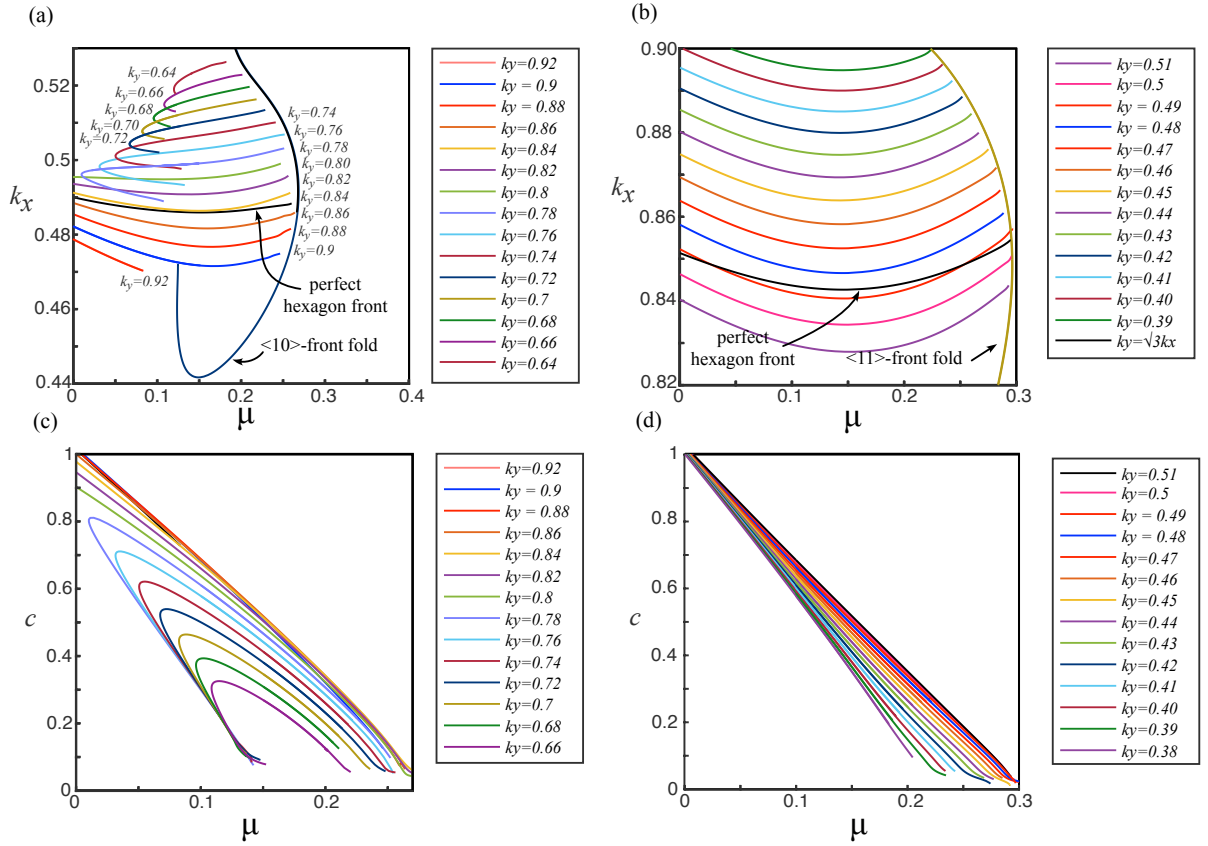 (a)
0.52
0.5
k_x
0.48
0.46
0.44
k_y=0.64
k_y=0.66
k_y=0.68
k_y=0.70
k_y=0.72
k_y=0.74
k_y=0.76
k_y=0.78
k_y=0.80
k_y=0.82
k_y=0.84
k_y=0.86
k_y=0.88
k_y=0.9
k_y=0.92
perfect
hexagon front
<10>-front fold
0 0.1 0.2 0.3 0.4
μ
ky=0.92
ky = 0.9
ky = 0.88
ky=0.86
ky=0.84
ky=0.82
ky=0.8
ky=0.78
ky=0.76
ky=0.74
ky=0.72
ky=0.7
ky=0.68
ky=0.66
ky=0.64
(b)
0.90
0.88
k_x
0.86
0.84
0.82
perfect
hexagon front
<11>-front fold
0 0.1 0.2 0.3
μ
ky=0.51
ky=0.5
ky = 0.49
ky = 0.48
ky=0.47
ky=0.46
ky=0.45
ky=0.44
ky=0.43
ky=0.42
ky=0.41
ky=0.40
ky=0.39
ky=√3kx
(c)
1
0.8
0.6
c
0.4
0.2
0
0 0.1 0.2
μ
ky=0.92
ky = 0.9
ky = 0.88
ky=0.86
ky=0.84
ky=0.82
ky=0.8
ky=0.78
ky=0.76
ky=0.74
ky=0.72
ky=0.7
ky=0.68
ky=0.66
(d)
1
0.8
0.6
c
0.4
0.2
0
0 0.1 0.2 0.3
μ
ky=0.51
ky=0.5
ky = 0.49
ky = 0.48
ky=0.47
ky=0.46
ky=0.45
ky=0.44
ky=0.43
ky=0.42
ky=0.41
ky=0.40
ky=0.39
ky=0.38